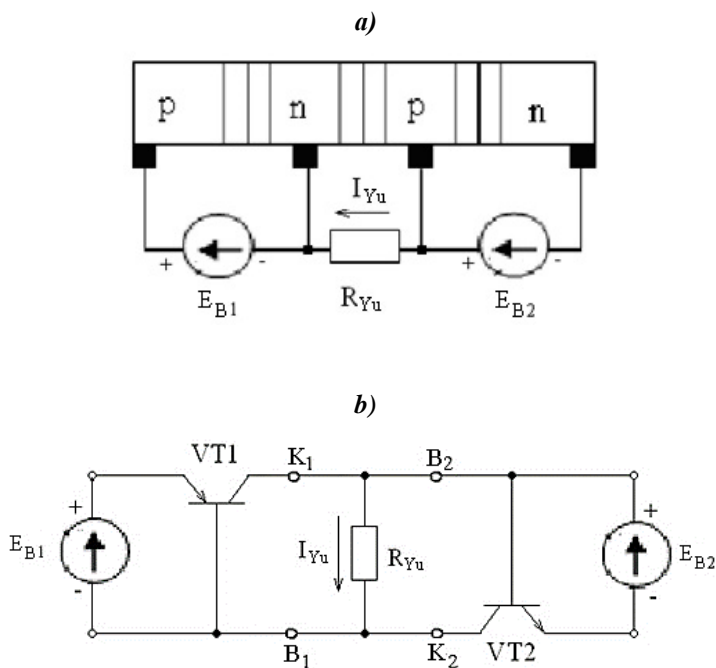 a)
p n p n
I_Yu
+ - + -
E_B1 R_Yu E_B2
b)
VT1 K_1 B_2
+ +
E_B1 I_Yu R_Yu E_B2
- -
B_1 K_2 VT2